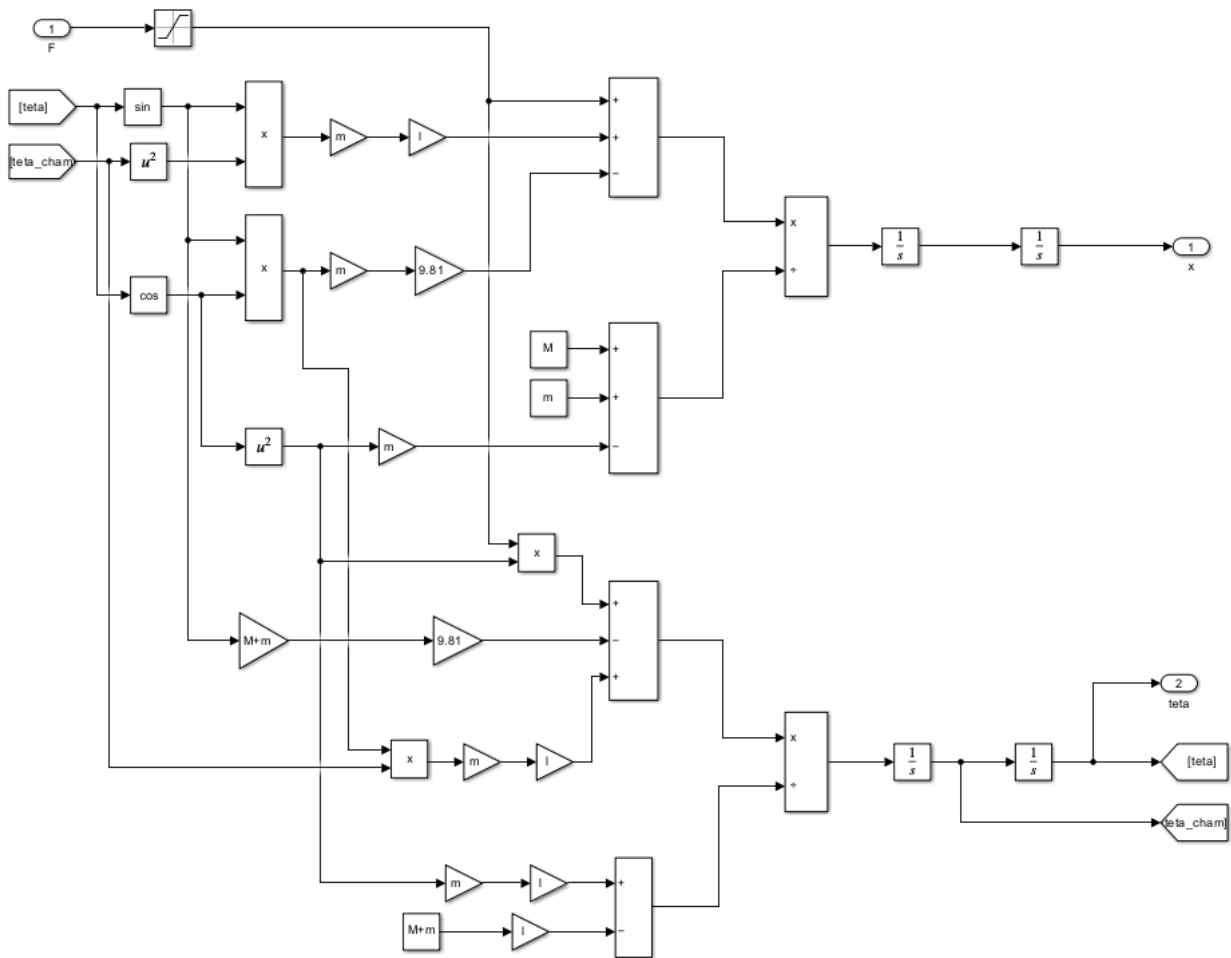 1
F
[teta]
sin
x
m
l
+
+
−
[teta_cham
u²
x
m
9.81
cos
x
÷
1
s
1
s
1
x
M
+
m
+
−
u²
m
x
+
−
+
M+m
9.81
2
teta
x
m
l
x
÷
1
s
1
s
[teta]
teta_cham]
m
l
+
−
M+m
l